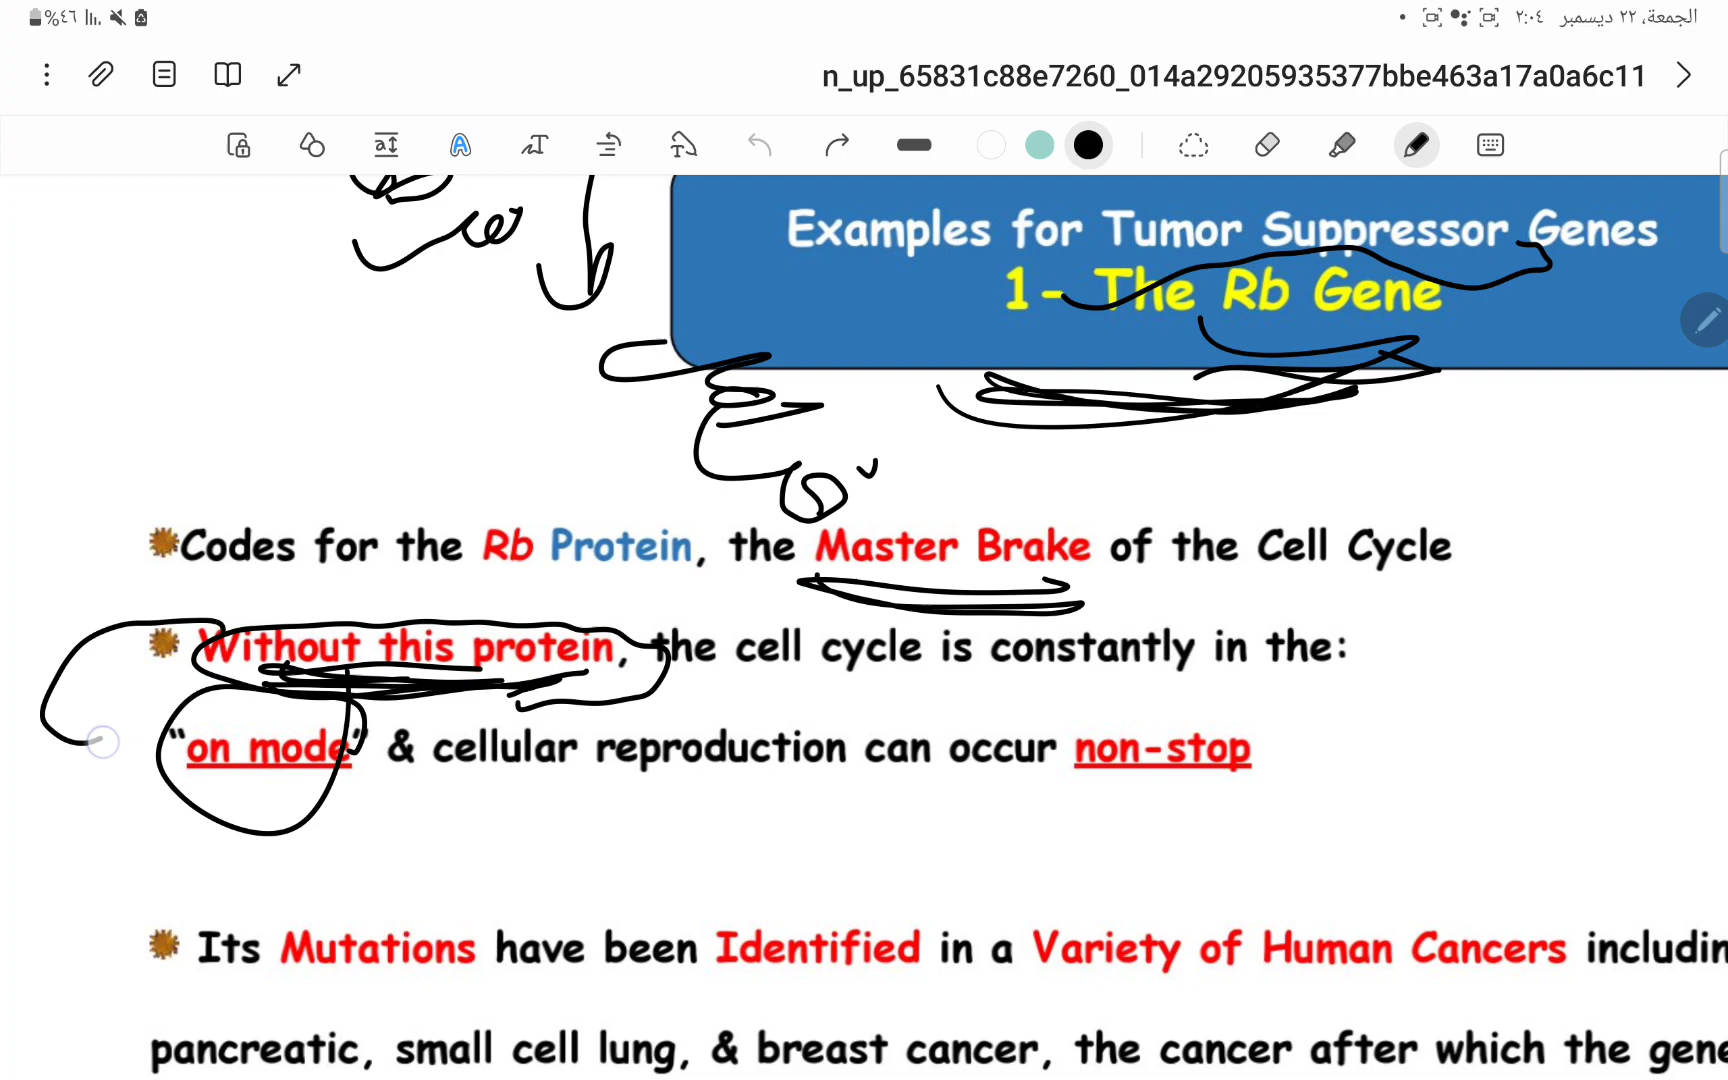 %٤٦
الجمعة، ٢٢ ديسمبر ٢:٠٤
n_up_65831c88e7260_014a29205935377bbe463a17a0a6c11
Examples for Tumor Suppressor Genes
1- The Rb Gene
Codes for the Rb Protein, the Master Brake of the Cell Cycle
Without this protein, the cell cycle is constantly in the:
“on mode” & cellular reproduction can occur non-stop
Its Mutations have been Identified in a Variety of Human Cancers includin
pancreatic, small cell lung, & breast cancer, the cancer after which the gene